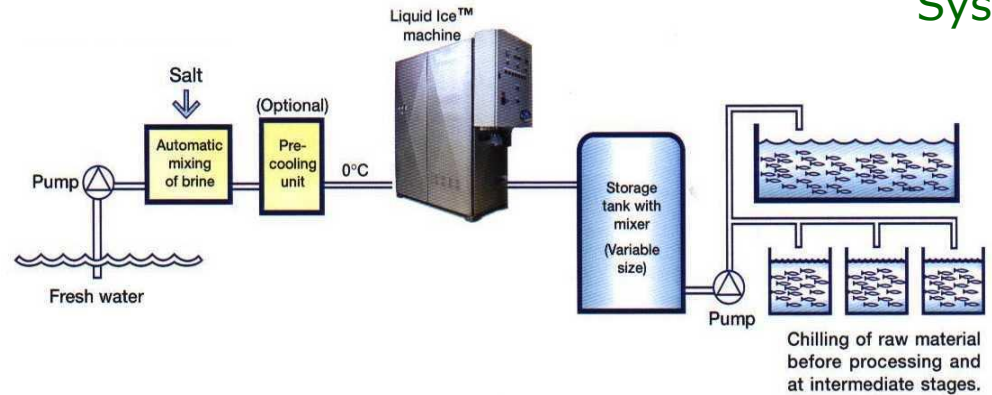 Sys
Liquid Ice™
machine
Salt
(Optional)
Automatic
mixing
of brine
Pre-
cooling
unit
0°C
Pump
Fresh water
Storage
tank with
mixer
(Variable
size)
Pump
Chilling of raw material
before processing and
at intermediate stages.